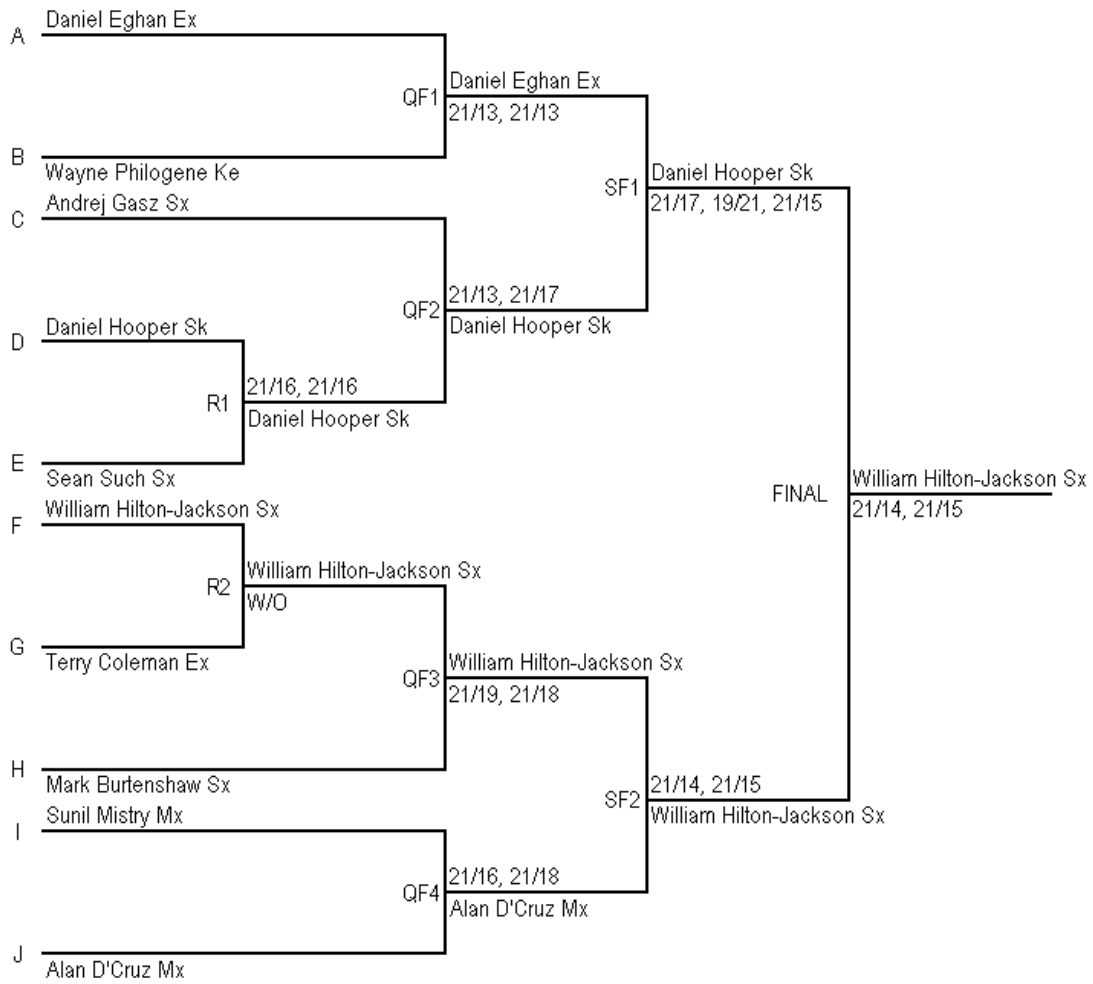 Daniel Eghan Ex
A
Daniel Eghan Ex
QF1
21/13, 21/13
B
Wayne Philogene Ke
Daniel Hooper Sk
SF1
Andrej Gasz Sx
21/17, 19/21, 21/15
C
21/13, 21/17
QF2
Daniel Hooper Sk
Daniel Hooper Sk
D
21/16, 21/16
R1
Daniel Hooper Sk
E
Sean Such Sx
William Hilton-Jackson Sx
FINAL
William Hilton-Jackson Sx
21/14, 21/15
F
William Hilton-Jackson Sx
R2
W/O
G
Terry Coleman Ex
William Hilton-Jackson Sx
QF3
21/19, 21/18
H
Mark Burtenshaw Sx
21/14, 21/15
SF2
Sunil Mistry Mx
William Hilton-Jackson Sx
I
21/16, 21/18
QF4
Alan D'Cruz Mx
J
Alan D'Cruz Mx